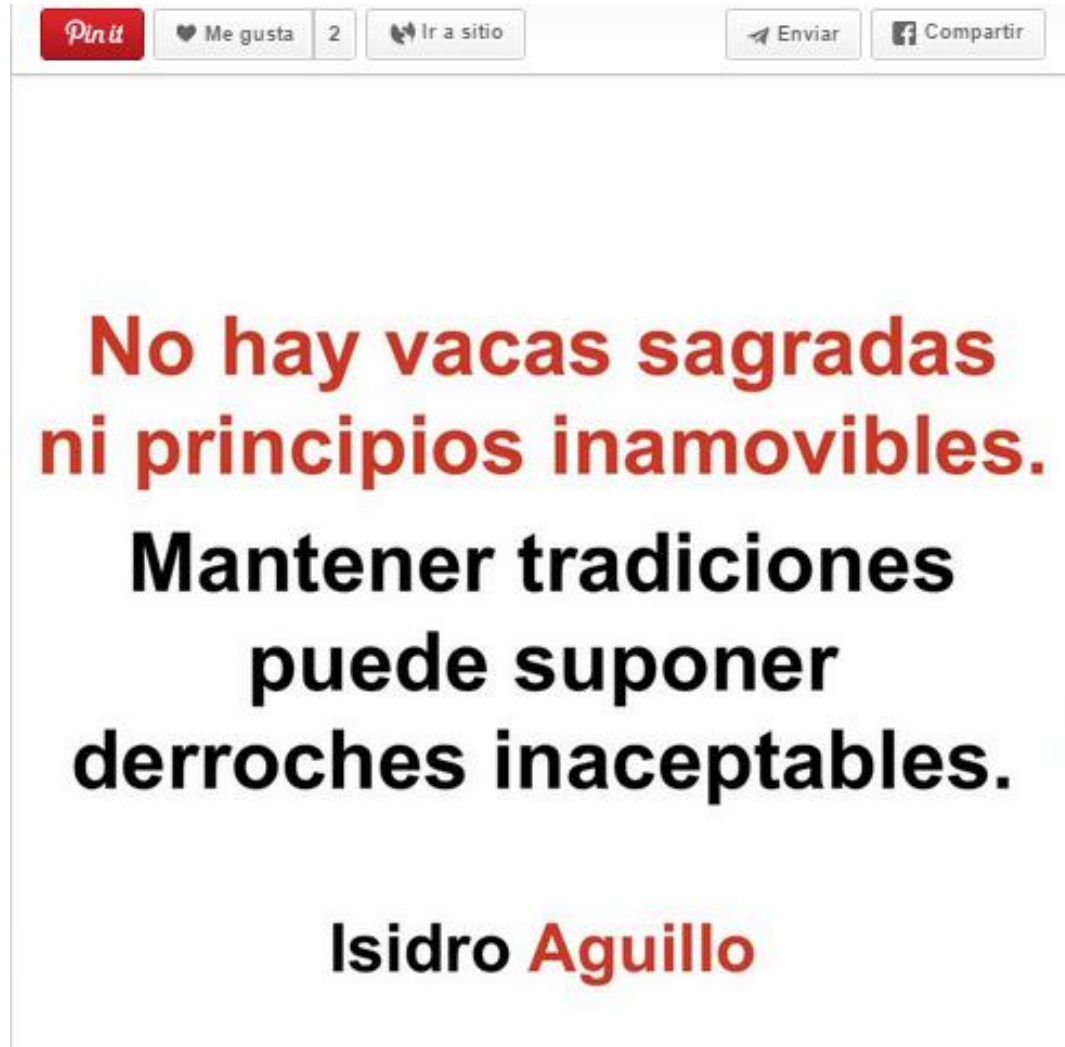 Pin it Me gusta 2 Ir a sitio Enviar Compartir
No hay vacas sagradas
ni principios inamovibles.
Mantener tradiciones
puede suponer
derroches inaceptables.
Isidro Aguillo